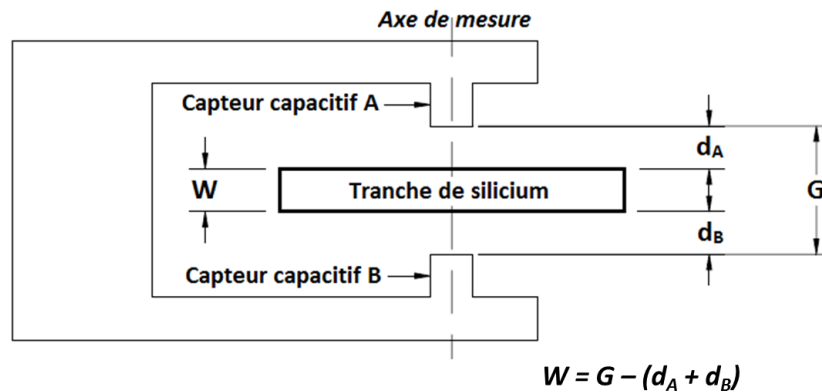 Axe de mesure
Capteur capacitif A
dA
W
Tranche de silicium
G
dB
Capteur capacitif B
W = G – (dA + dB)